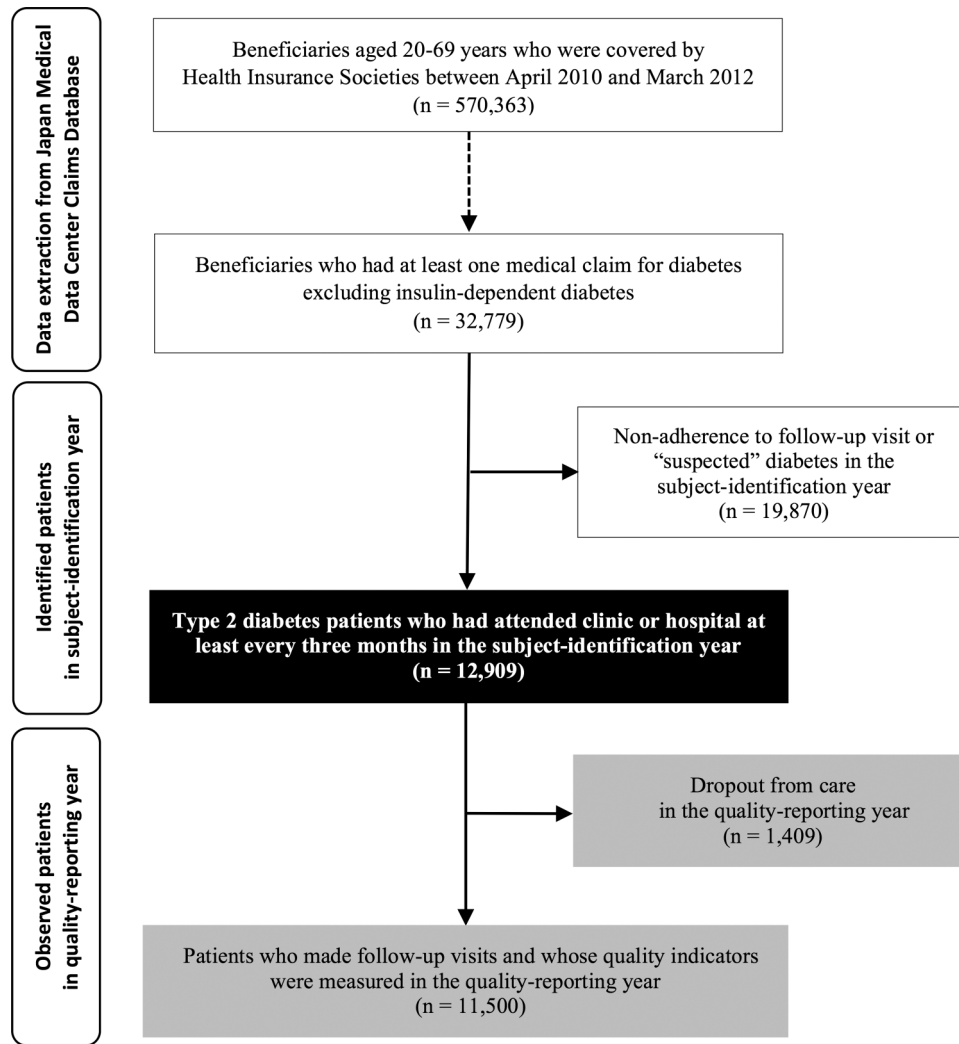 Data extraction from Japan Medical
Data Center Claims Database
Beneficiaries aged 20-69 years who were covered by
Health Insurance Societies between April 2010 and March 2012
(n = 570,363)
Beneficiaries who had at least one medical claim for diabetes
excluding insulin-dependent diabetes
(n = 32,779)
Identified patients
in subject-identification year
Non-adherence to follow-up visit or
“suspected” diabetes in the
subject-identification year
(n = 19,870)
Type 2 diabetes patients who had attended clinic or hospital at
least every three months in the subject-identification year
(n = 12,909)
Observed patients
in quality-reporting year
Dropout from care
in the quality-reporting year
(n = 1,409)
Patients who made follow-up visits and whose quality indicators
were measured in the quality-reporting year
(n = 11,500)